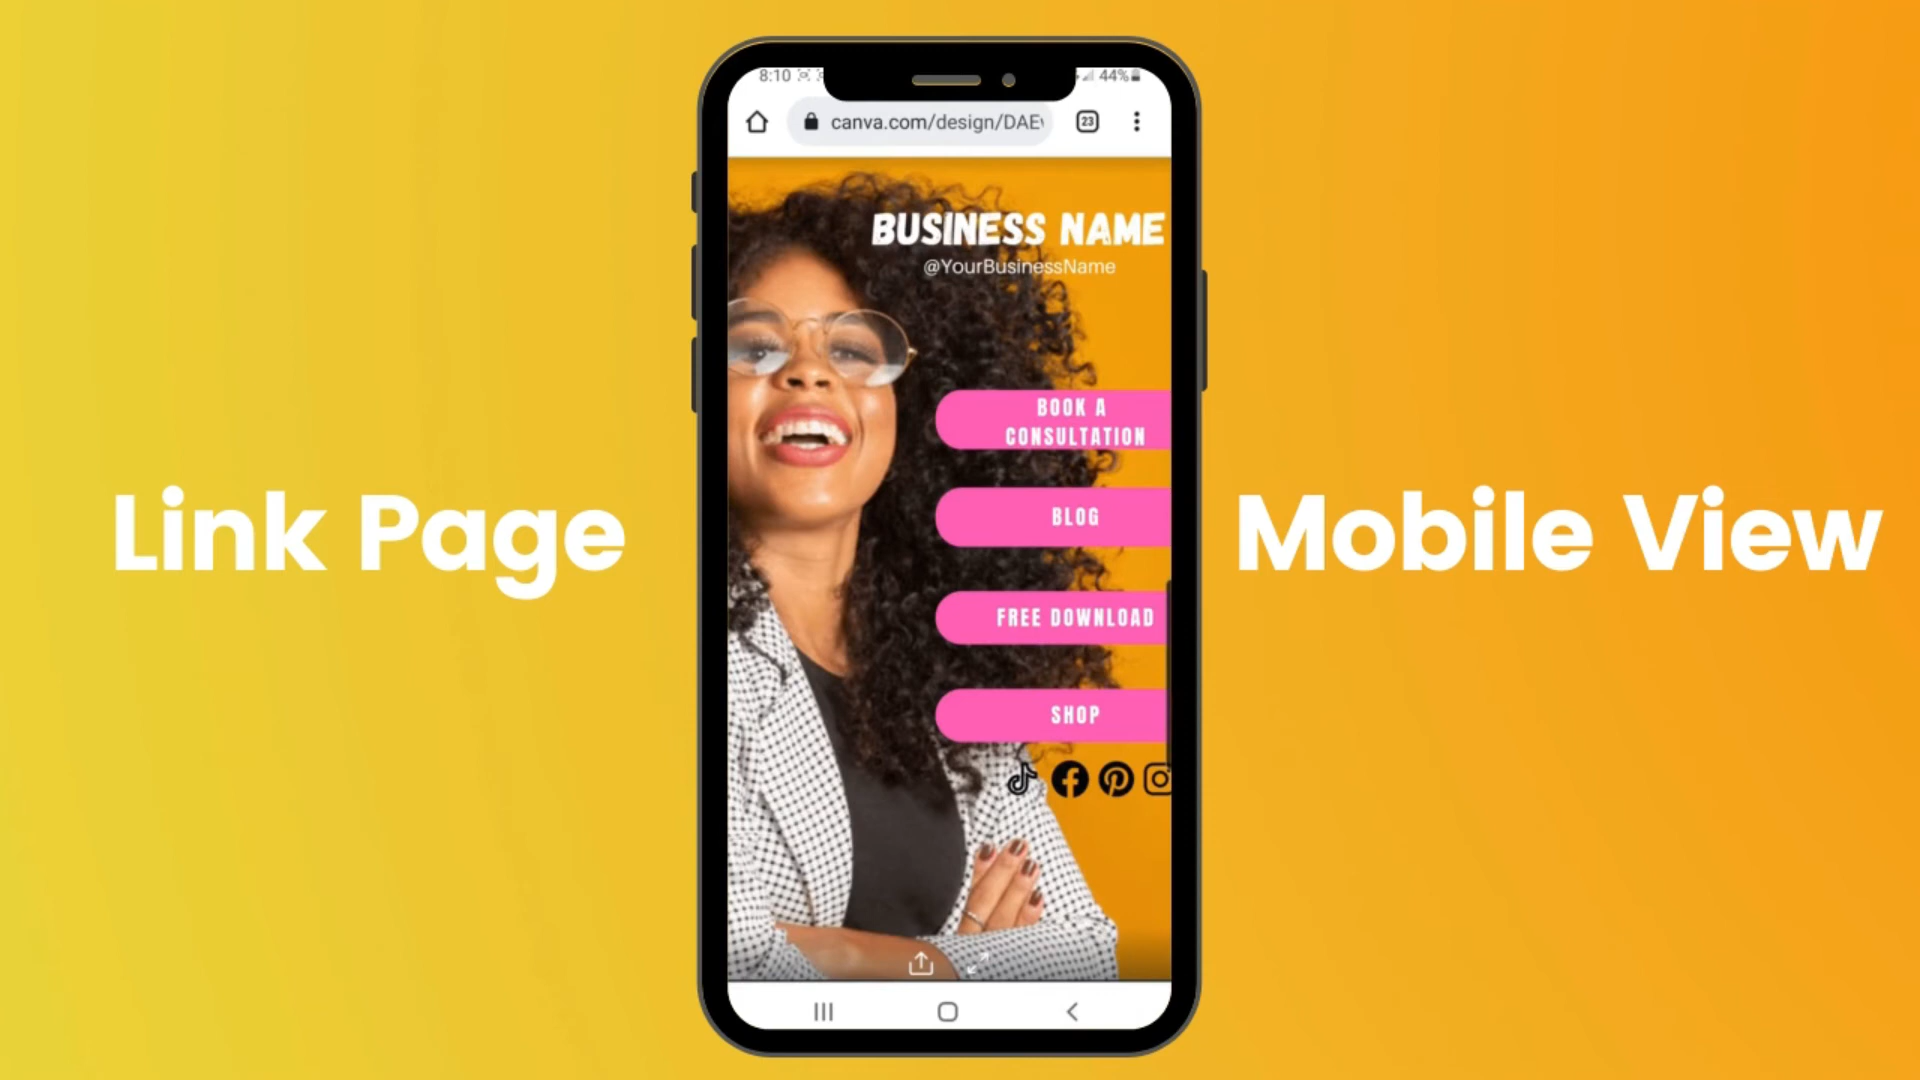 8:10
44%
canva.com/design/DAE
23
BUSINESS NAME
@YourBusinessName
BOOK A
CONSULTATION
BLOG
FREE DOWNLOAD
SHOP
Link Page
Mobile View